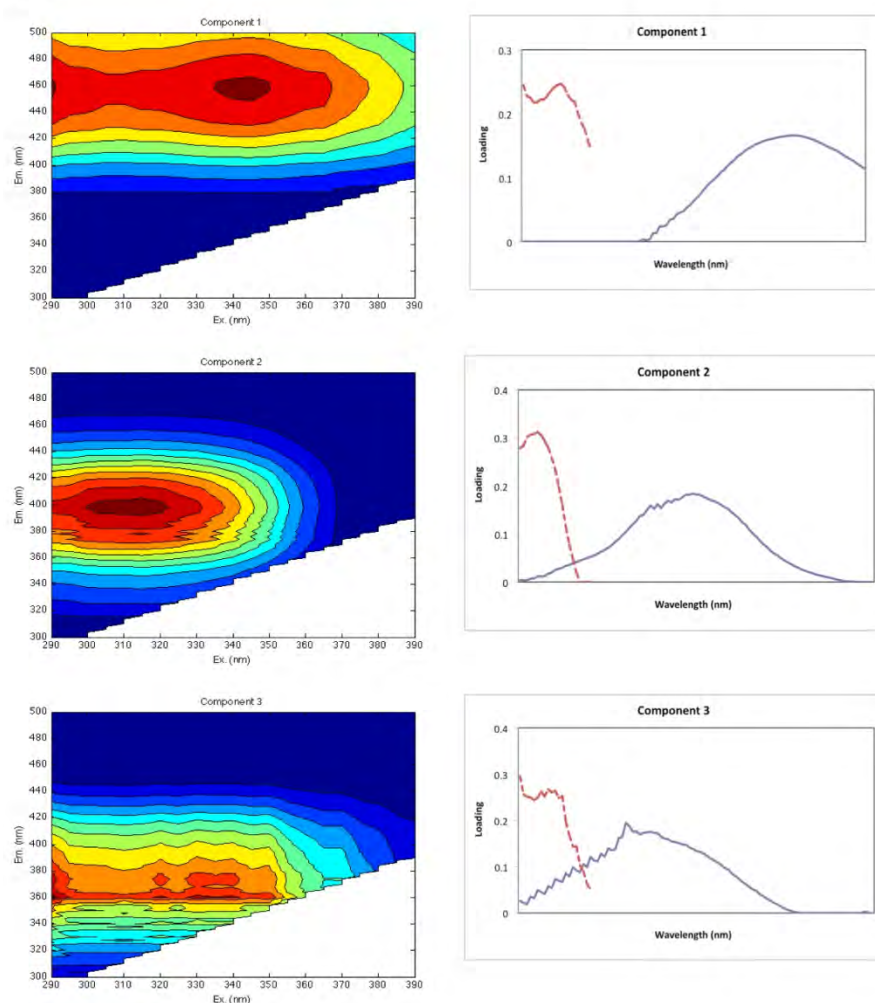 Component 1
500
480
460
440
420
400
380
360
340
320
300
Em. (nm)
290 300 310 320 330 340 350 360 370 380 390
Ex. (nm)
Component 1
0.3
0.2
0.1
0
Loading
Wavelength (nm)
Component 2
500
480
460
440
420
400
380
360
340
320
300
Em. (nm)
290 300 310 320 330 340 350 360 370 380 390
Ex. (nm)
Component 2
0.4
0.3
0.2
0.1
0
Loading
Wavelength (nm)
Component 3
500
480
460
440
420
400
380
360
340
320
300
Em. (nm)
290 300 310 320 330 340 350 360 370 380 390
Ex. (nm)
Component 3
0.4
0.3
0.2
0.1
0
Loading
Wavelength (nm)